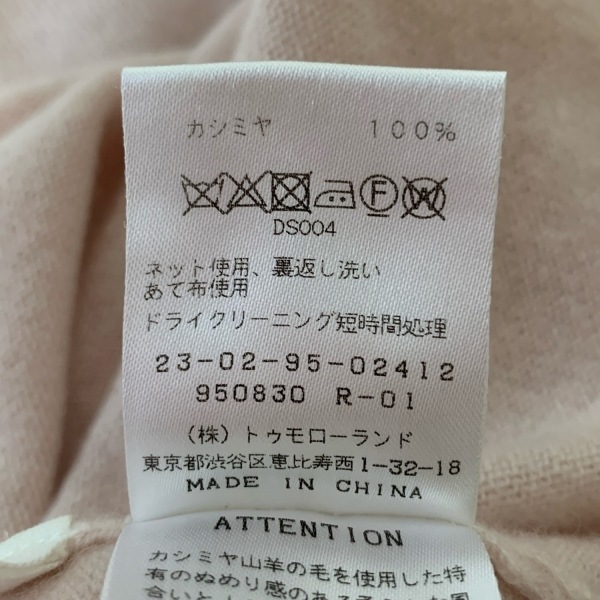 カシミヤ 100%
F W
DS004
ネット使用、裏返し洗い
あて布使用
ドライクリーニング短時間処理
23-02-95-02412
950830 R-01
(株)トゥモローランド
東京都渋谷区恵比寿西1-32-18
MADE IN CHINA
ATTENTION
カシミヤ山羊の毛を使用した特
有のぬめり感のある
合いと